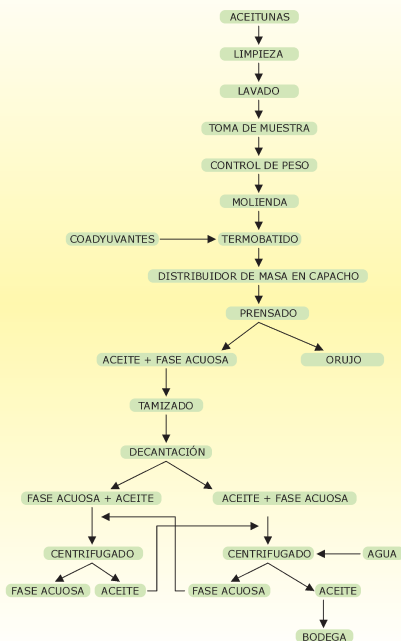 ACEITUNAS
LIMPIEZA
LAVADO
TOMA DE MUESTRA
CONTROL DE PESO
MOLIENDA
COADYUVANTES
TERMOBATIDO
DISTRIBUIDOR DE MASA EN CAPACHO
PRENSADO
ACEITE + FASE ACUOSA
ORUJO
TAMIZADO
DECANTACIÓN
FASE ACUOSA + ACEITE
ACEITE + FASE ACUOSA
CENTRIFUGADO
CENTRIFUGADO
AGUA
FASE ACUOSA
ACEITE
FASE ACUOSA
ACEITE
BODEGA